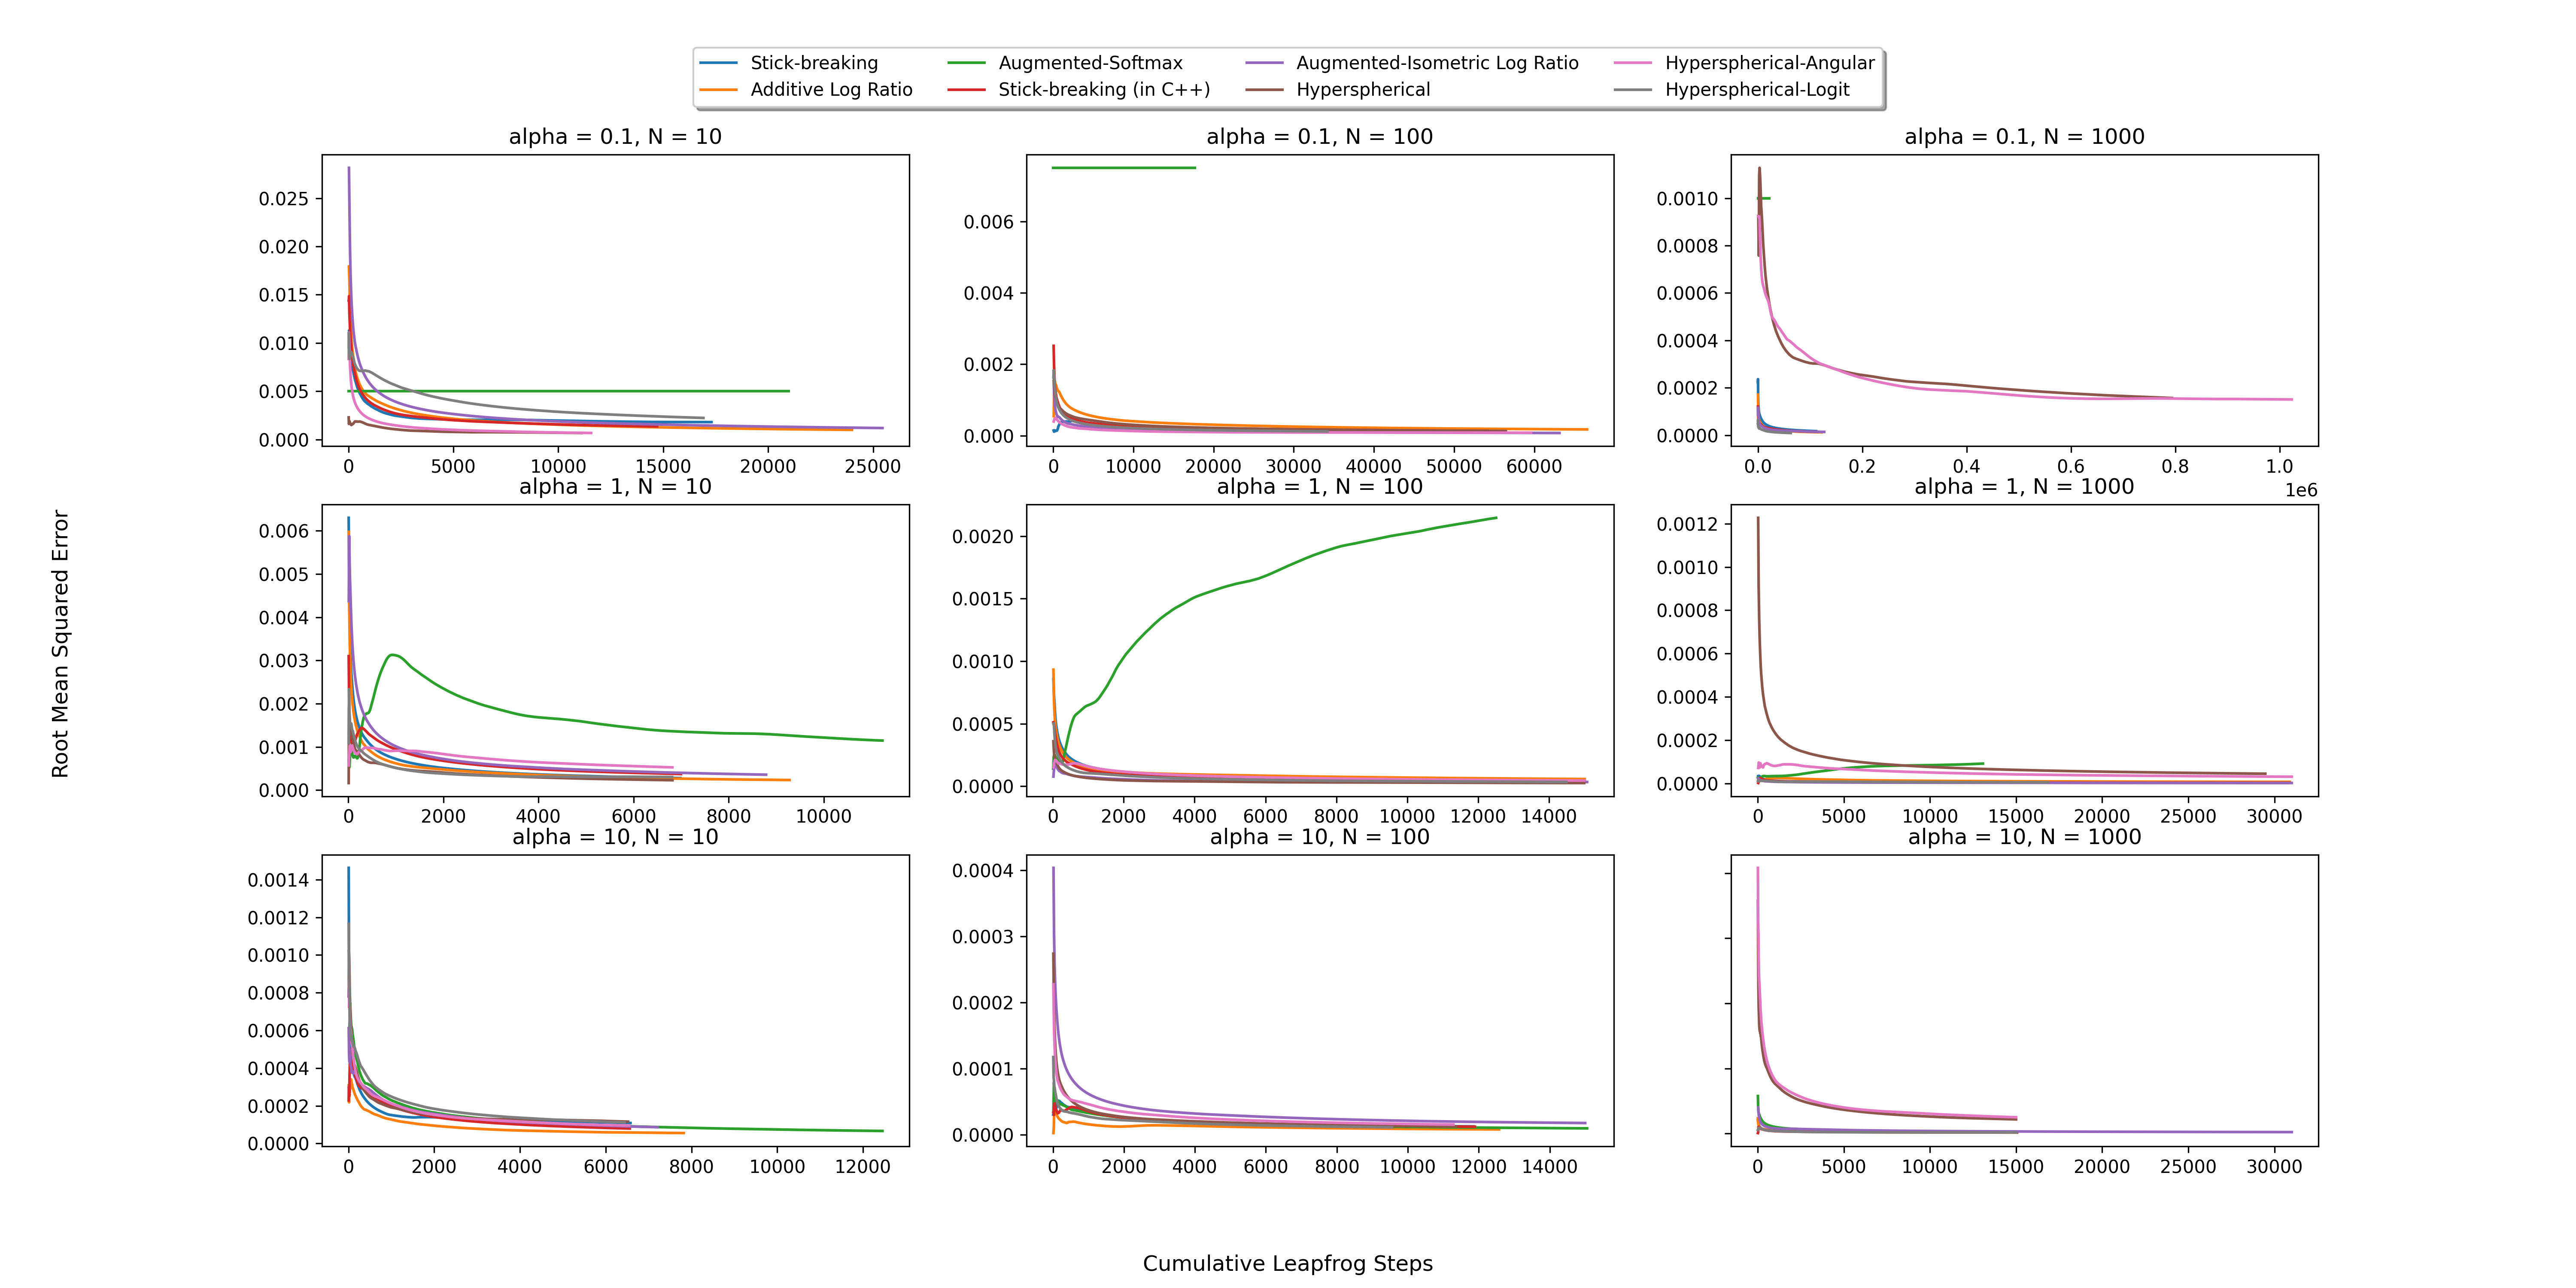 Stick-breaking Augmented-Softmax Augmented-Isometric Log Ratio Hyperspherical-Angular
Additive Log Ratio Stick-breaking (in C++) Hyperspherical Hyperspherical-Logit
alpha = 0.1, N = 10
0.025
0.020
0.015
0.010
0.005
0.000
0 5000 10000 15000 20000 25000
alpha = 0.1, N = 100
0.006
0.004
0.002
0.000
0 10000 20000 30000 40000 50000 60000
alpha = 0.1, N = 1000
0.0010
0.0008
0.0006
0.0004
0.0002
0.0000
0.0 0.2 0.4 0.6 0.8 1.0
1e6
alpha = 1, N = 10
0.006
0.005
0.004
0.003
0.002
0.001
0.000
0 2000 4000 6000 8000 10000
alpha = 1, N = 100
0.0020
0.0015
0.0010
0.0005
0.0000
0 2000 4000 6000 8000 10000 12000 14000
alpha = 1, N = 1000
0.0012
0.0010
0.0008
0.0006
0.0004
0.0002
0.0000
0 5000 10000 15000 20000 25000 30000
alpha = 10, N = 10
0.0014
0.0012
0.0010
0.0008
0.0006
0.0004
0.0002
0.0000
0 2000 4000 6000 8000 10000 12000
alpha = 10, N = 100
0.0004
0.0003
0.0002
0.0001
0.0000
0 2000 4000 6000 8000 10000 12000 14000
alpha = 10, N = 1000
0 5000 10000 15000 20000 25000 30000
Root Mean Squared Error
Cumulative Leapfrog Steps